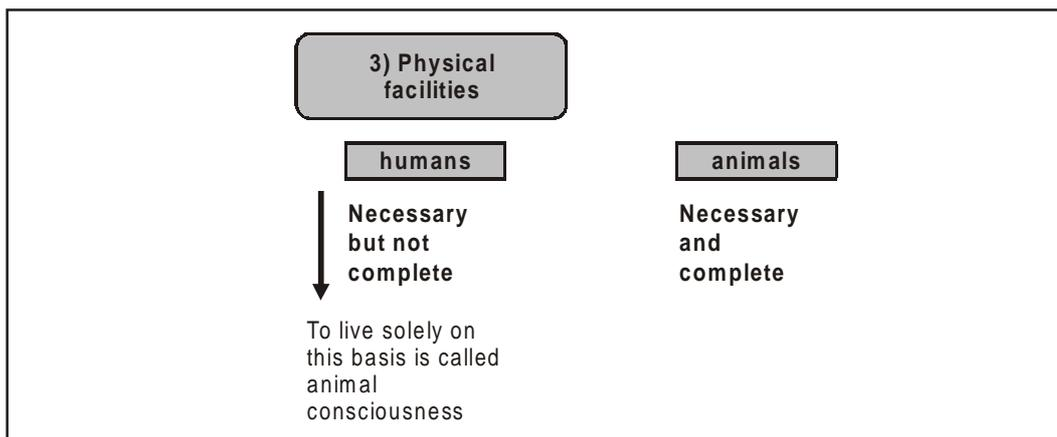 3) Physical
facilities
humans
animals
Necessary
but not
complete
Necessary
and
complete
To live solely on
this basis is called
animal
consciousness